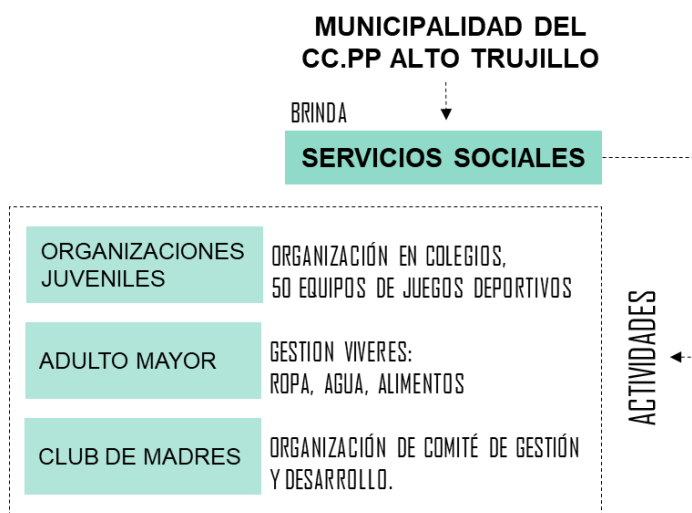 MUNICIPALIDAD DEL
CC.PP ALTO TRUJILLO
BRINDA
SERVICIOS SOCIALES
ORGANIZACIONES
JUVENILES
ORGANIZACIÓN EN COLEGIOS,
50 EQUIPOS DE JUEGOS DEPORTIVOS
ADULTO MAYOR
GESTION VIVERES:
ROPA, AGUA, ALIMENTOS
CLUB DE MADRES
ORGANIZACIÓN DE COMITÉ DE GESTIÓN
Y DESARROLLO.
ACTIVIDADES